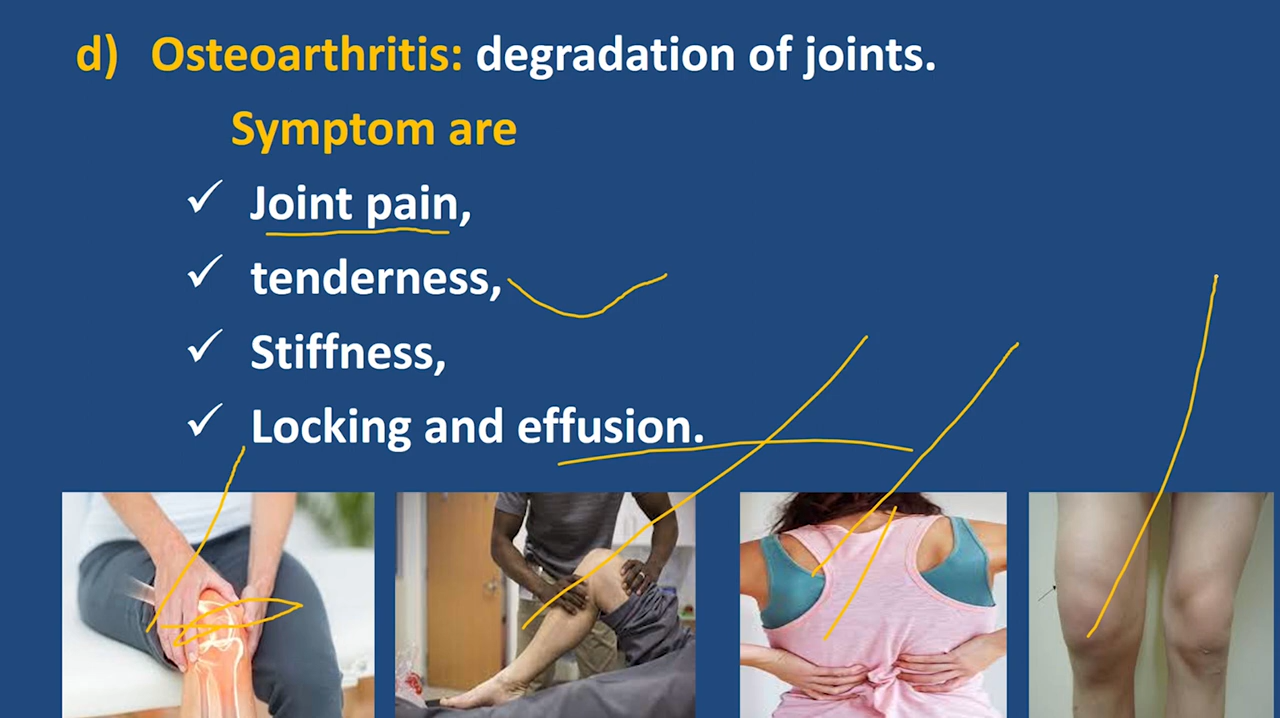 d) Osteoarthritis: degradation of joints.
Symptom are
✓ Joint pain,
✓ tenderness,
✓ Stiffness,
✓ Locking and effusion.